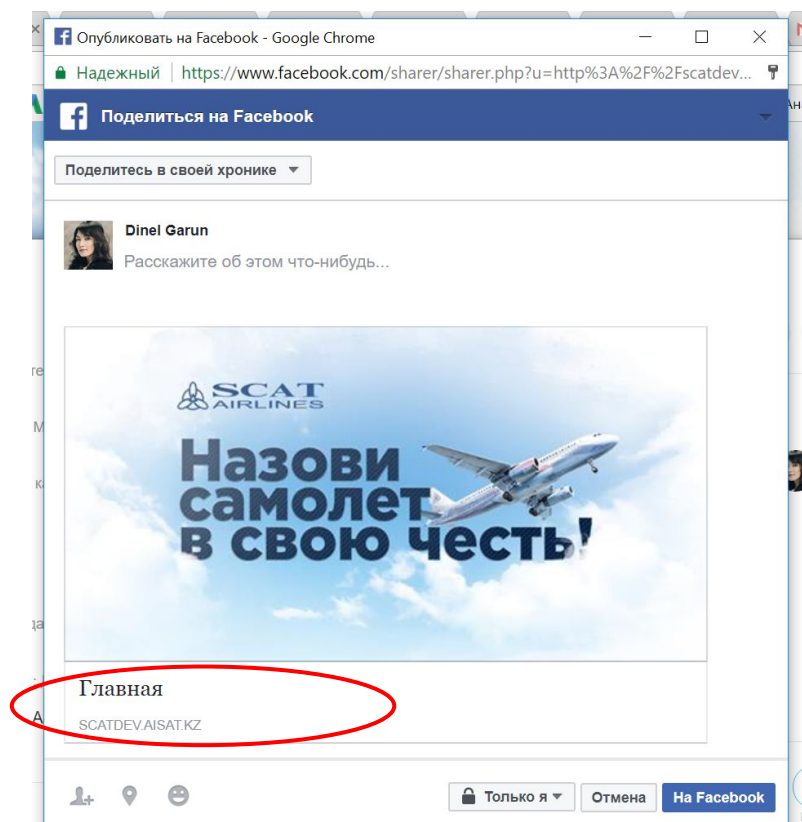 Опубликовать на Facebook - Google Chrome
Надежный | https://www.facebook.com/sharer/sharer.php?u=http%3A%2F%2Fscatdev...
Поделиться на Facebook
Поделитесь в своей хронике
Dinel Garun
Расскажите об этом что-нибудь...
SCAT
AIRLINES
Назови
самолет
в свою честь!
Главная
SCATDEV.AISAT.KZ
Только я
Отмена
На Facebook